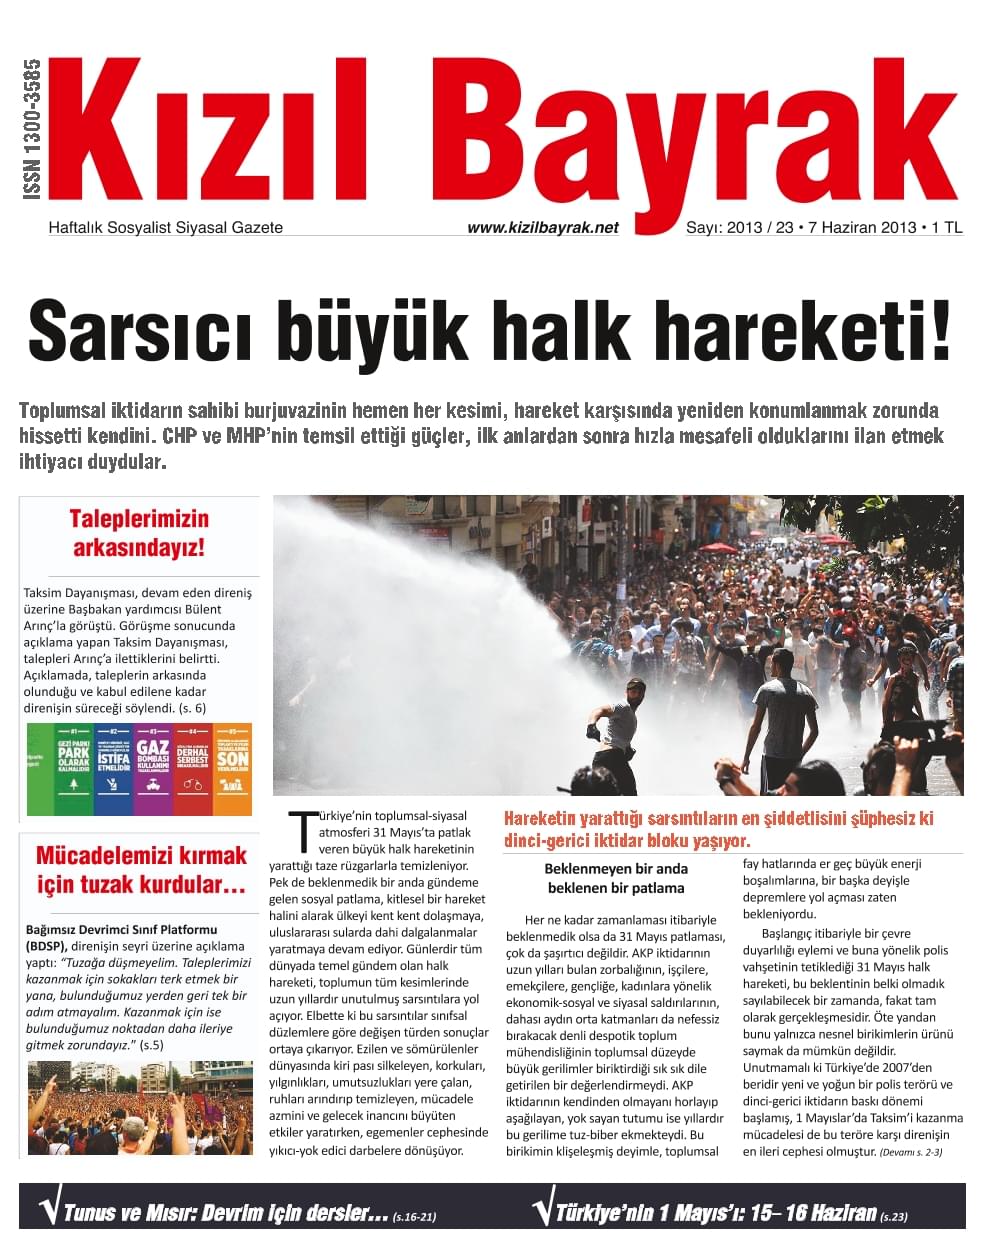 ISSN 1300-3585
Kızıl Bayrak
Haftalık Sosyalist Siyasal Gazete
www.kizilbayrak.net
Sayı: 2013 / 23 • 7 Haziran 2013 • 1 TL
Sarsıcı büyük halk hareketi!
Toplumsal iktidarın sahibi burjuvazinin hemen her kesimi, hareket karşısında yeniden konumlanmak zorunda
hissetti kendini. CHP ve MHP’nin temsil ettiği güçler, ilk anlardan sonra hızla mesafeli olduklarını ilan etmek
ihtiyacı duydular.
Taleplerimizin
arkasındayız!
Taksim Dayanışması, devam eden direniş
üzerine Başbakan yardımcısı Bülent
Arınç’la görüştü. Görüşme sonucunda
açıklama yapan Taksim Dayanışması,
talepleri Arınç’a ilettiklerini belirtti.
Açıklamada, taleplerin arkasında
olunduğu ve kabul edilene kadar
direnişin süreceği söylendi. (s. 6)
#1
GEZİ PARKI
PARK
OLARAK
KALMALIDIR
#2
İSTİFA
ETMELİDİR
#3
GAZ
BOMBASI
KULLANIMI
YASAKLANMALIDIR
#4
DERHAL
SERBEST
BIRAKILMALIDIR
#5
SON
VERİLMELİDİR
Mücadelemizi kırmak
için tuzak kurdular...
Bağımsız Devrimci Sınıf Platformu
(BDSP), direnişin seyri üzerine açıklama
yaptı: “Tuzağa düşmeyelim. Taleplerimizi
kazanmak için sokakları terk etmek bir
yana, bulunduğumuz yerden geri tek bir
adım atmayalım. Kazanmak için ise
bulunduğumuz noktadan daha ileriye
gitmek zorundayız.” (s.5)
Türkiye’nin toplumsal-siyasal
atmosferi 31 Mayıs’ta patlak
veren büyük halk hareketinin
yarattığı taze rüzgarlarla temizleniyor.
Pek de beklenmedik bir anda gündeme
gelen sosyal patlama, kitlesel bir hareket
halini alarak ülkeyi kent kent dolaşmaya,
uluslararası sularda dahi dalgalanmalar
yaratmaya devam ediyor. Günlerdir tüm
dünyada temel gündem olan halk
hareketi, toplumun tüm kesimlerinde
uzun yıllardır unutulmuş sarsıntılara yol
açıyor. Elbette ki bu sarsıntılar sınıfsal
düzlemlere göre değişen türden sonuçlar
ortaya çıkarıyor. Ezilen ve sömürülenler
dünyasında kiri pası silkeleyen, korkuları,
yılgınlıkları, umutsuzlukları yere çalan,
ruhları arındırıp temizleyen, mücadele
azmini ve gelecek inancını büyüten
etkiler yaratırken, egemenler cephesinde
yıkıcı-yok edici darbelere dönüşüyor.
Hareketin yarattığı sarsıntıların en şiddetlisini şüphesiz ki
dinci-gerici iktidar bloku yaşıyor.
Beklenmeyen bir anda
beklenen bir patlama
Her ne kadar zamanlaması itibariyle
beklenmedik olsa da 31 Mayıs patlaması,
çok da şaşırtıcı değildir. AKP iktidarının
uzun yılları bulan zorbalığının, işçilere,
emekçilere, gençliğe, kadınlara yönelik
ekonomik-sosyal ve siyasal saldırılarının,
dahası aydın orta katmanları da nefessiz
bırakacak denli despotik toplum
mühendisliğinin toplumsal düzeyde
büyük gerilimler biriktirdiği sık sık dile
getirilen bir değerlendirmeydi. AKP
iktidarının kendinden olmayanı horlayıp
aşağılayan, yok sayan tutumu ise yıllardır
bu gerilime tuz-biber ekmekteydi. Bu
birikimin klişeleşmiş deyimle, toplumsal
fay hatlarında er geç büyük enerji
boşalımlarına, bir başka deyişle
depremlere yol açması zaten
bekleniyordu.
Başlangıç itibariyle bir çevre
duyarlılığı eylemi ve buna yönelik polis
vahşetinin tetiklediği 31 Mayıs halk
hareketi, bu beklentinin belki olmadık
sayılabilecek bir zamanda, fakat tam
olarak gerçekleşmesidir. Öte yandan
bunu yalnızca nesnel birikimlerin ürünü
saymak da mümkün değildir.
Unutmamalı ki Türkiye’de 2007’den
beridir yeni ve yoğun bir polis terörü ve
dinci-gerici iktidarın baskı dönemi
başlamış, 1 Mayıslar’da Taksim’i kazanma
mücadelesi de bu teröre karşı direnişin
en ileri cephesi olmuştur. (Devamı s. 2-3)
√ Tunus ve Mısır: Devrim için dersler... (s.16-21)
√ Türkiye’nin 1 Mayıs’ı: 15– 16 Haziran (s.23)